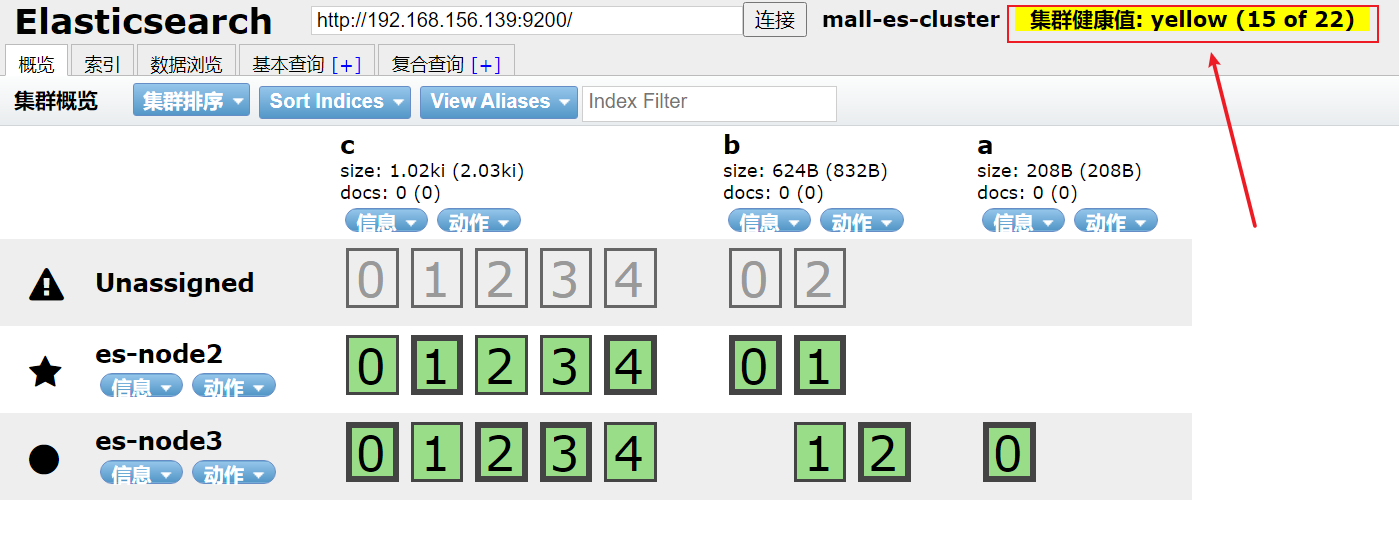 Elasticsearch http://192.168.156.139:9200/ 连接 mall-es-cluster 集群健康值: yellow (15 of 22)
概览 索引 数据浏览 基本查询 [+] 复合查询 [+]
集群概览 集群排序 Sort Indices View Aliases Index Filter
c b a
size: 1.02ki (2.03ki) size: 624B (832B) size: 208B (208B)
docs: 0 (0) docs: 0 (0) docs: 0 (0)
信息 动作 信息 动作 信息 动作
Unassigned 0 1 2 3 4 0 2
es-node2 0 1 2 3 4 0 1
信息 动作
es-node3 0 1 2 3 4 1 2 0
信息 动作